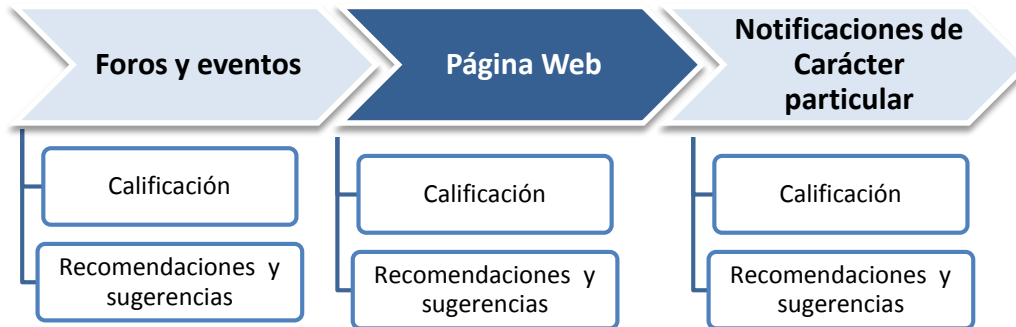 Foros y eventos
Calificación
Recomendaciones y
sugerencias
Página Web
Calificación
Recomendaciones y
sugerencias
Notificaciones de
Carácter
particular
Calificación
Recomendaciones y
sugerencias